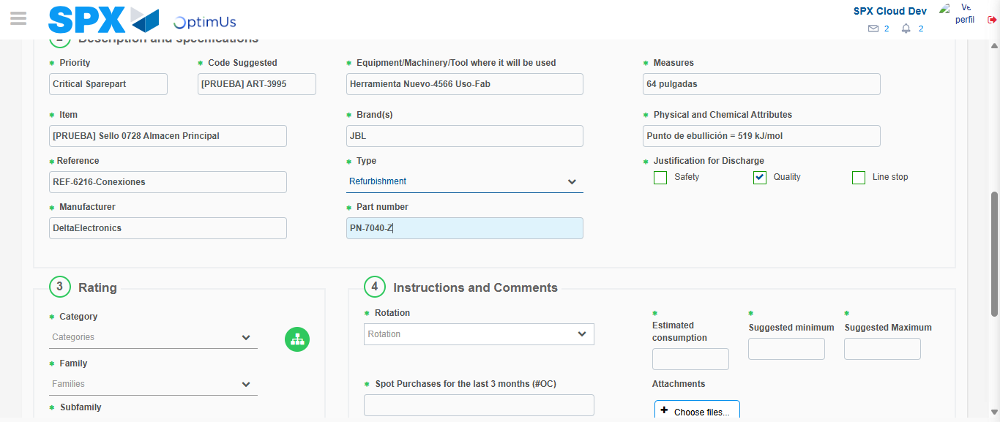 SPX OptimUs
SPX Cloud Dev
Ve perfil
2 2
2 Description and specifications
* Priority
Critical Sparepart
* Code Suggested
[PRUEBA] ART-3995
* Equipment/Machinery/Tool where it will be used
Herramienta Nuevo-4566 Uso-Fab
* Measures
64 pulgadas
* Item
[PRUEBA] Sello 0728 Almacen Principal
* Brand(s)
JBL
* Physical and Chemical Attributes
Punto de ebullición = 519 kJ/mol
* Reference
REF-6216-Conexiones
* Type
Refurbishment
* Justification for Discharge
Safety
Quality
Line stop
* Manufacturer
DeltaElectronics
* Part number
PN-7040-Z
3 Rating
* Category
Categories
* Family
Families
* Subfamily
4 Instructions and Comments
* Rotation
Rotation
* Estimated
consumption
* Suggested minimum
* Suggested Maximum
* Spot Purchases for the last 3 months (#OC)
Attachments
+ Choose files...